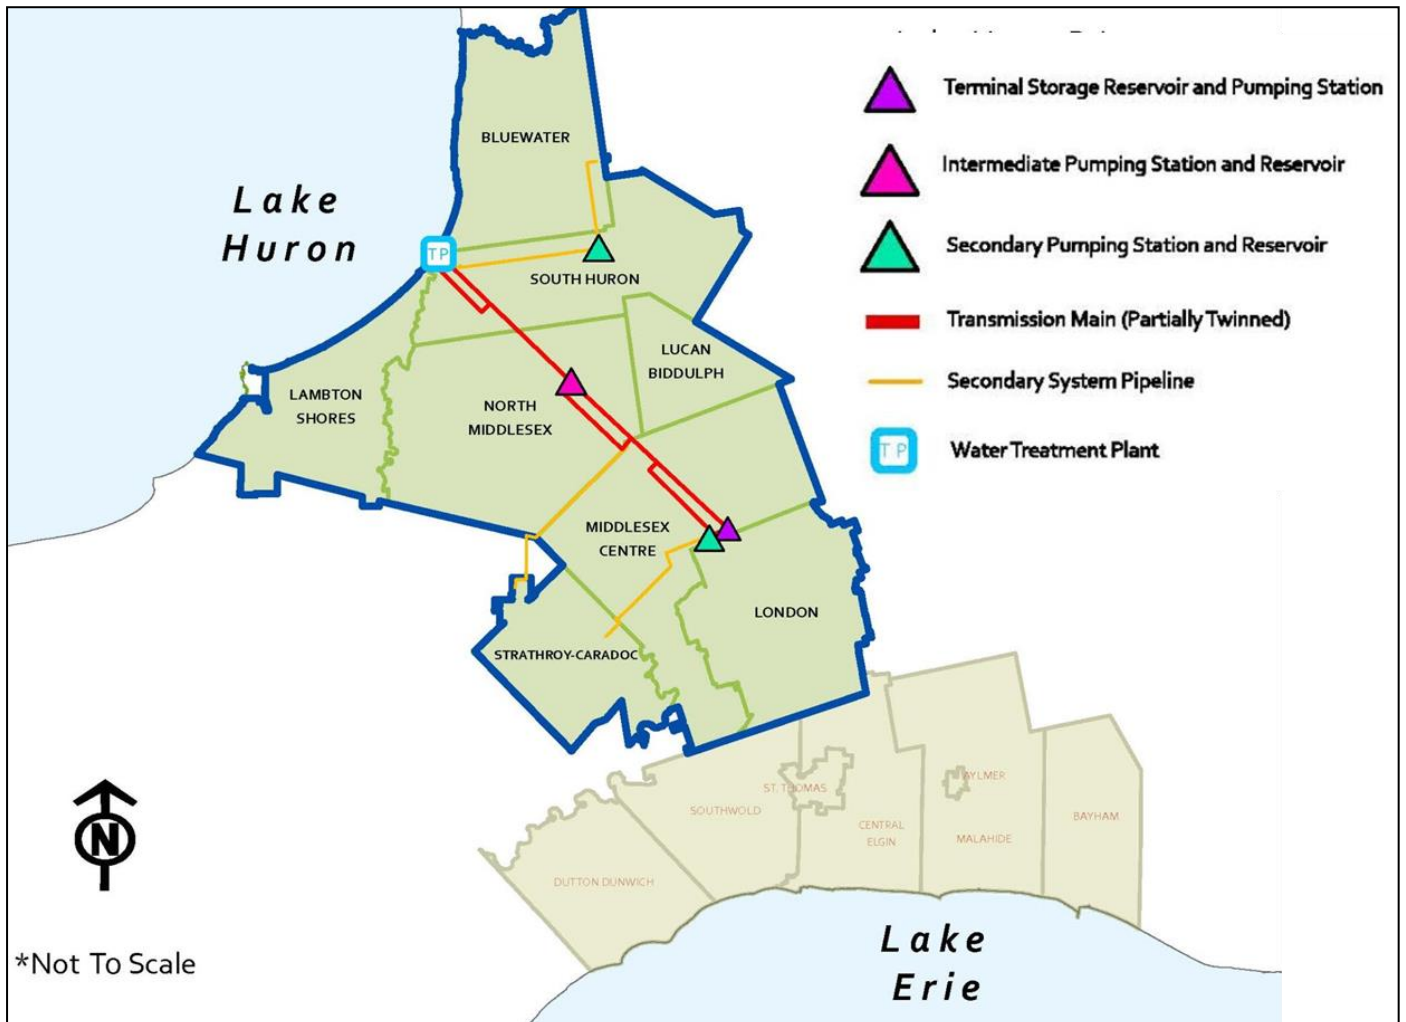 Terminal Storage Reservoir and Pumping Station
Intermediate Pumping Station and Reservoir
Secondary Pumping Station and Reservoir
Transmission Main (Partially Twinned)
Secondary System Pipeline
TP
Water Treatment Plant
BLUEWATER
Lake
Huron
TP
SOUTH HURON
LUCAN
BIDDULPH
LAMBTON
SHORES
NORTH
MIDDLESEX
MIDDLESEX
CENTRE
LONDON
STRATHROY-CARADOC
AYLMER
ST. THOMAS
SOUTHWOLD
BAYHAM
CENTRAL
ELGIN
MALAHIDE
DUTTON DUNWICH
N
Lake
Erie
*Not To Scale